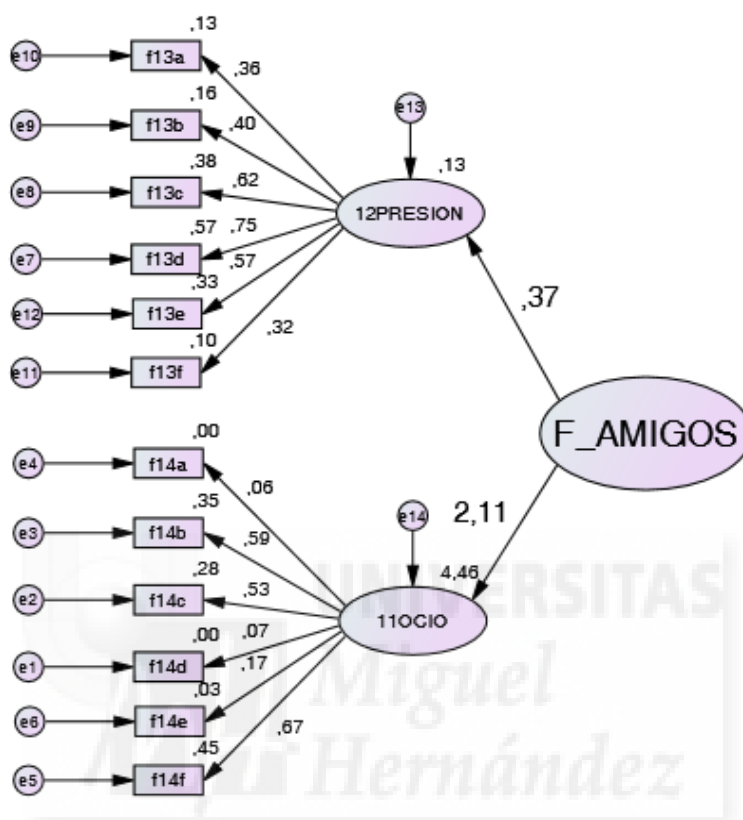 ,13
e10 f13a ,36
,16 e13
e9 f13b ,40
,38 ,13
e8 f13c ,62 12PRESION
,57 ,75
e7 f13d ,57
,33 ,37
e12 f13e ,32
,10
e11 f13f
F_AMIGOS
,00
e4 f14a ,06
,35 2,11
e3 f14b ,59 e14
,28 4,46
e2 f14c ,53 11OCIO
UNIVERSITAS
,00 ,07
e1 f14d ,17
,03 Miguel
e6 f14e ,67
,45
e5 f14f
Hernández